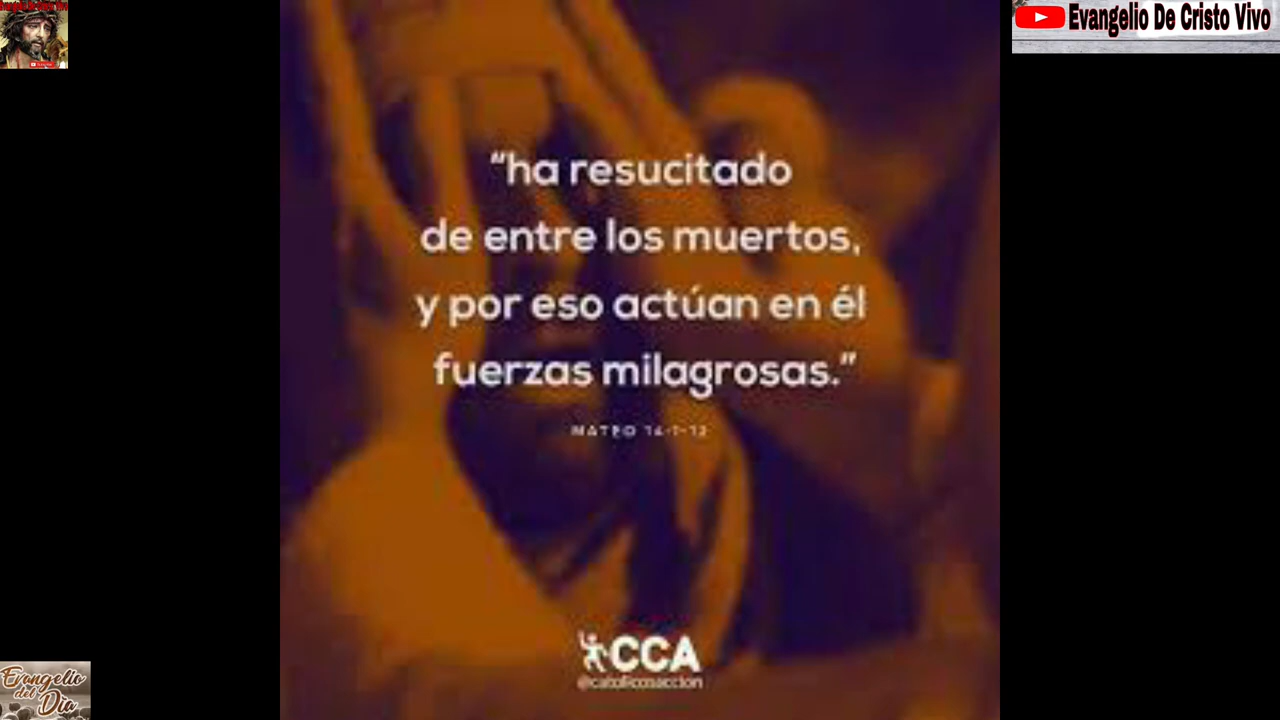 Evangelio De Cristo Vivo
“ha resucitado
de entre los muertos,
y por eso actúan en él
fuerzas milagrosas.”
MATEO 14-1-12
CCA
@catolicosaccion
Evangelio
del Dia